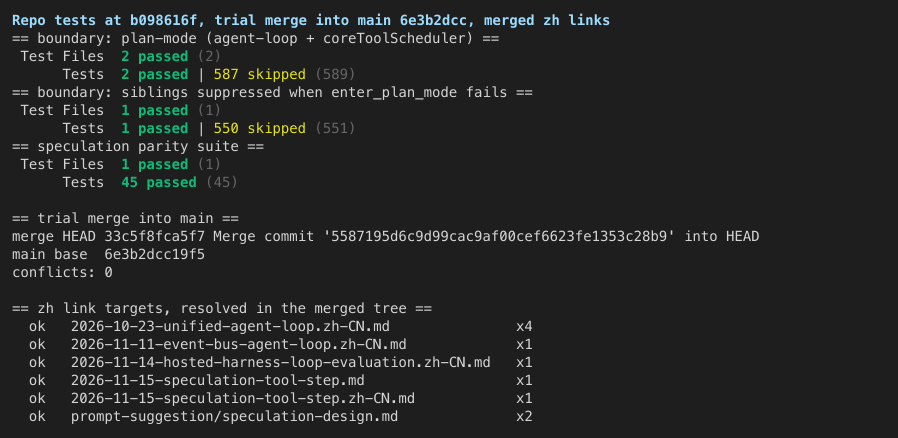 Repo tests at b098616f, trial merge into main 6e3b2dcc, merged zh links
== boundary: plan-mode (agent-loop + coreToolScheduler) ==
Test Files  2 passed (2)
Tests  2 passed | 587 skipped (589)
== boundary: siblings suppressed when enter_plan_mode fails ==
Test Files  1 passed (1)
Tests  1 passed | 550 skipped (551)
== speculation parity suite ==
Test Files  1 passed (1)
Tests  45 passed (45)
== trial merge into main ==
merge HEAD 33c5f8fca5f7 Merge commit '5587195d6c9d99cac9af00cef6623fe1353c28b9' into HEAD
main base  6e3b2dcc19f5
conflicts: 0
== zh link targets, resolved in the merged tree ==
ok   2026-10-23-unified-agent-loop.zh-CN.md   x4
ok   2026-11-11-event-bus-agent-loop.zh-CN.md   x1
ok   2026-11-14-hosted-harness-loop-evaluation.zh-CN.md   x1
ok   2026-11-15-speculation-tool-step.md   x1
ok   2026-11-15-speculation-tool-step.zh-CN.md   x1
ok   prompt-suggestion/speculation-design.md   x2